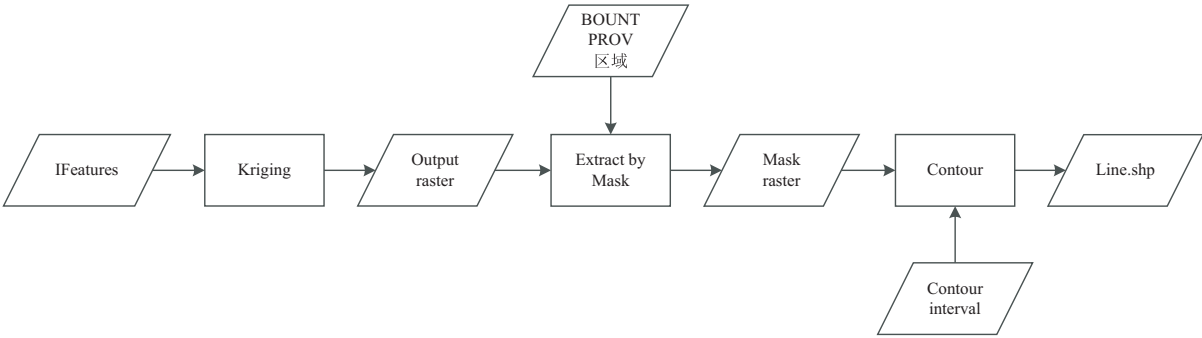 BOUNT
PROV
区域
IFeatures
Kriging
Output
raster
Extract by
Mask
Mask
raster
Contour
Line.shp
Contour
interval